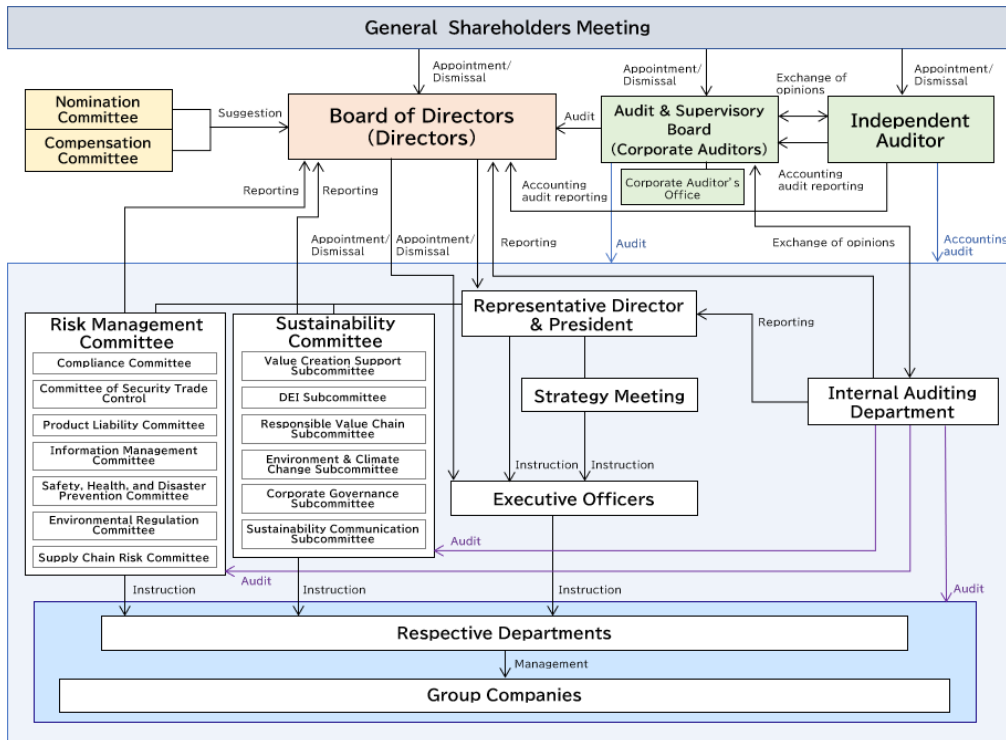 General Shareholders Meeting
Appointment/
Dismissal
Appointment/
Dismissal
Exchange of
opinions
Appointment/
Dismissal
Nomination
Committee
Compensation
Committee
Suggestion
Board of Directors
(Directors)
Audit
Audit & Supervisory
Board
(Corporate Auditors)
Corporate Auditor's
Office
Independent
Auditor
Reporting
Reporting
Accounting
audit reporting
Accounting
audit reporting
Appointment/
Dismissal
Appointment/
Dismissal
Reporting
Audit
Exchange of opinions
Accounting
audit
Risk Management
Committee
Compliance Committee
Committee of Security Trade
Control
Product Liability Committee
Information Management
Committee
Safety, Health, and Disaster
Prevention Committee
Environmental Regulation
Committee
Supply Chain Risk Committee
Sustainability
Committee
Value Creation Support
Subcommittee
DEI Subcommittee
Responsible Value Chain
Subcommittee
Environment & Climate
Change Subcommittee
Corporate Governance
Subcommittee
Sustainability Communication
Subcommittee
Representative Director
& President
Reporting
Strategy Meeting
Internal Auditing
Department
Instruction
Instruction
Executive Officers
Audit
Audit
Audit
Instruction
Instruction
Instruction
Respective Departments
Management
Group Companies